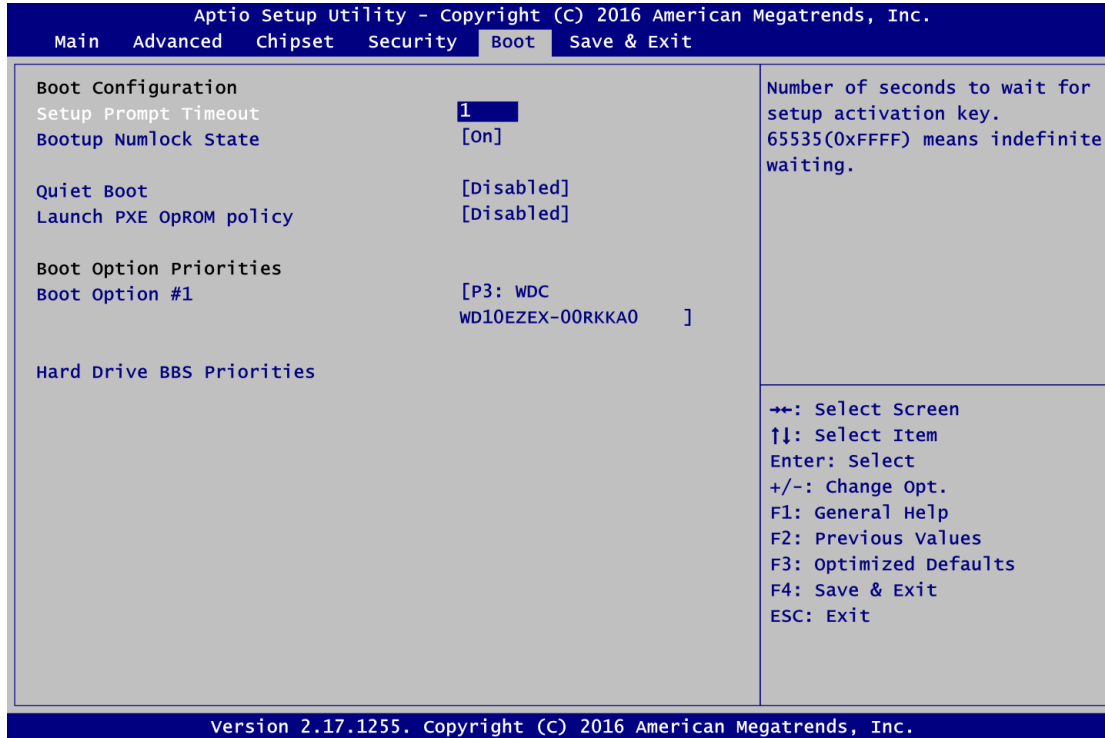 Aptio Setup Utility - Copyright (C) 2016 American Megatrends, Inc.
Main Advanced Chipset Security Boot Save & Exit
Boot Configuration
Setup Prompt Timeout 1
Bootup Numlock State [On]
Quiet Boot [Disabled]
Launch PXE OpROM policy [Disabled]
Boot Option Priorities
Boot Option #1 [P3: WDC
WD10EZEX-00RKKA0 ]
Hard Drive BBS Priorities
Number of seconds to wait for
setup activation key.
65535(0xFFFF) means indefinite
waiting.
→←: Select Screen
↑↓: Select Item
Enter: Select
+/-: Change Opt.
F1: General Help
F2: Previous Values
F3: Optimized Defaults
F4: Save & Exit
ESC: Exit
Version 2.17.1255. Copyright (C) 2016 American Megatrends, Inc.